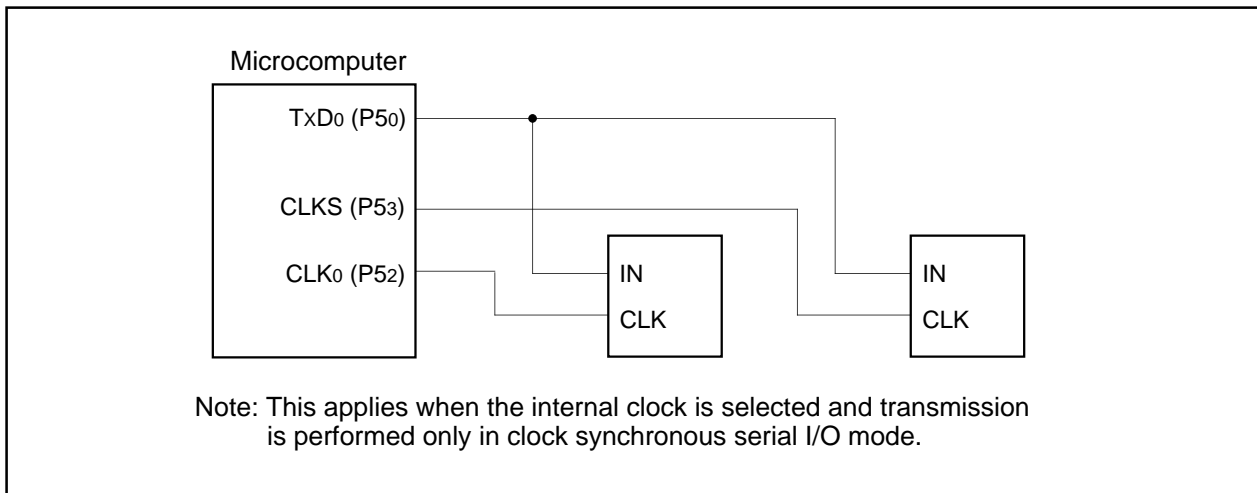 Microcomputer
TxD0 (P50)
CLKS (P53)
CLK0 (P52)
IN
CLK
IN
CLK
Note: This applies when the internal clock is selected and transmission
is performed only in clock synchronous serial I/O mode.